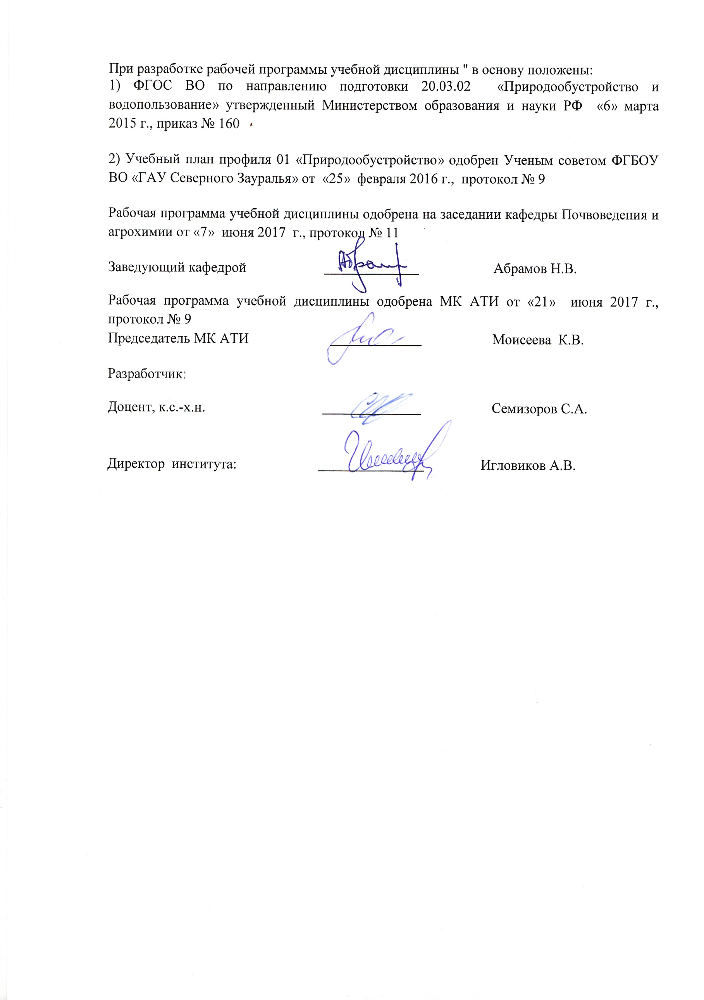 При разработке рабочей программы учебной дисциплины " в основу положены:
1) ФГОС ВО по направлению подготовки 20.03.02 «Природообустройство и
водопользование» утвержденный Министерством образования и науки РФ «6» марта
2015 г., приказ № 160
2) Учебный план профиля 01 «Природообустройство» одобрен Ученым советом ФГБОУ
ВО «ГАУ Северного Зауралья» от «25» февраля 2016 г., протокол № 9
Рабочая программа учебной дисциплины одобрена на заседании кафедры Почвоведения и
агрохимии от «7» июня 2017 г., протокол № 11
Заведующий кафедрой Абрамов Н.В.
Рабочая программа учебной дисциплины одобрена МК АТИ от «21» июня 2017 г.,
протокол № 9
Председатель МК АТИ Моисеева К.В.
Разработчик:
Доцент, к.с.-х.н. Семизоров С.А.
Директор института: Игловиков А.В.